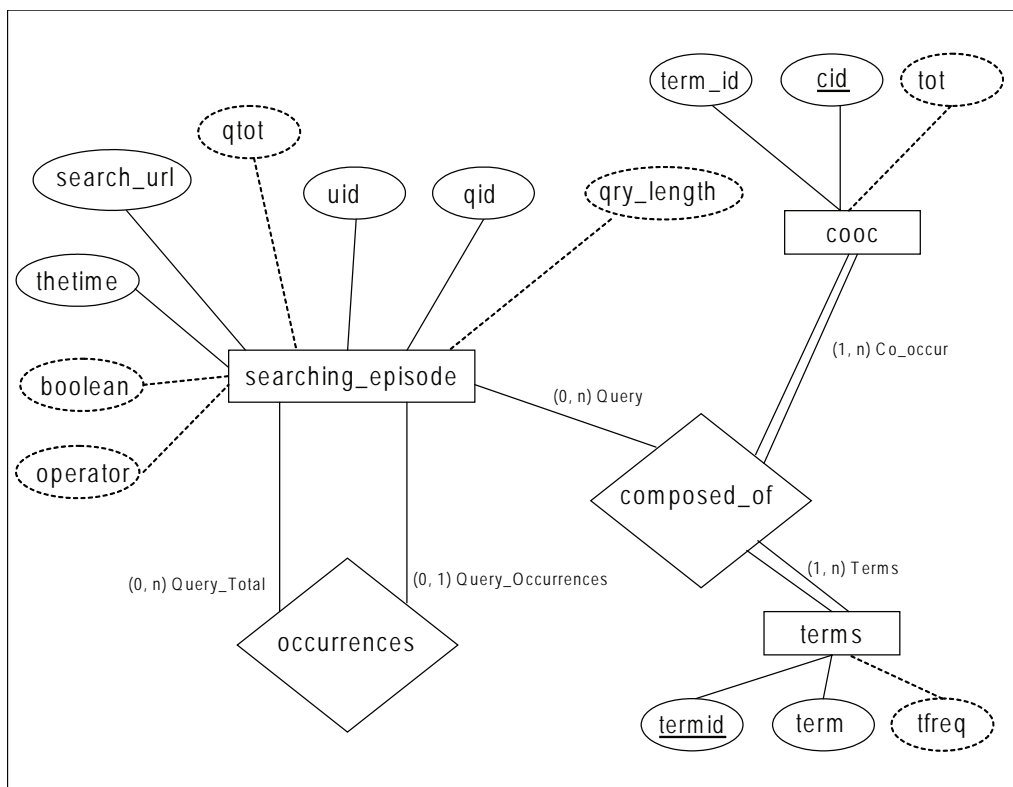 term_id
cid
tot
qtot
search_url
uid
qid
qry_length
cooc
thetime
(1, n) Co_occur
searching_episode
boolean
(0, n) Query
operator
composed_of
(1, n) Terms
(0, n) Query_Total
(0, 1) Query_Occurrences
terms
occurrences
termid
term
tfreq